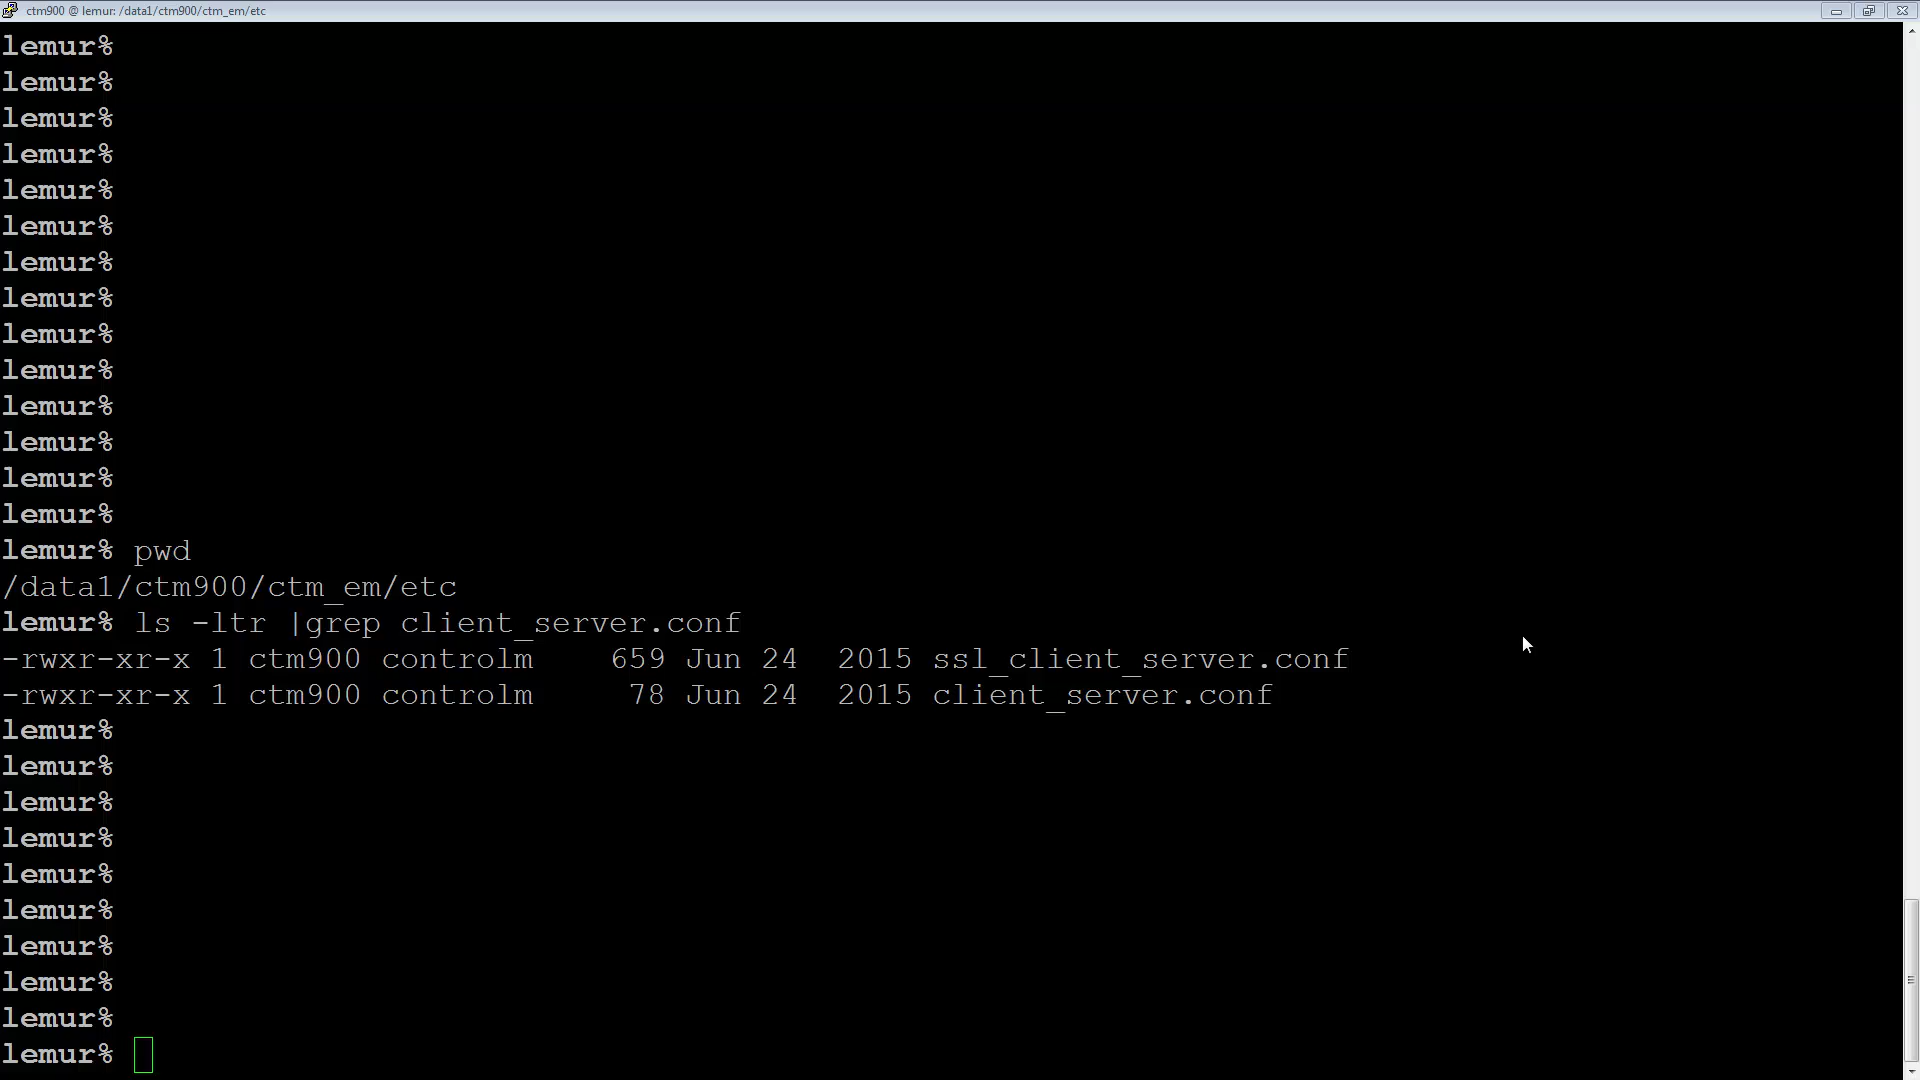 ctm900 @ lemur: /data1/ctm900/ctm_em/etc
lemur%
lemur%
lemur%
lemur%
lemur%
lemur%
lemur%
lemur%
lemur%
lemur%
lemur%
lemur%
lemur%
lemur%
lemur% pwd
/data1/ctm900/ctm_em/etc
lemur% ls -ltr |grep client_server.conf
-rwxr-xr-x 1 ctm900 controlm    659 Jun 24  2015 ssl_client_server.conf
-rwxr-xr-x 1 ctm900 controlm     78 Jun 24  2015 client_server.conf
lemur%
lemur%
lemur%
lemur%
lemur%
lemur%
lemur%
lemur%
lemur%
lemur%